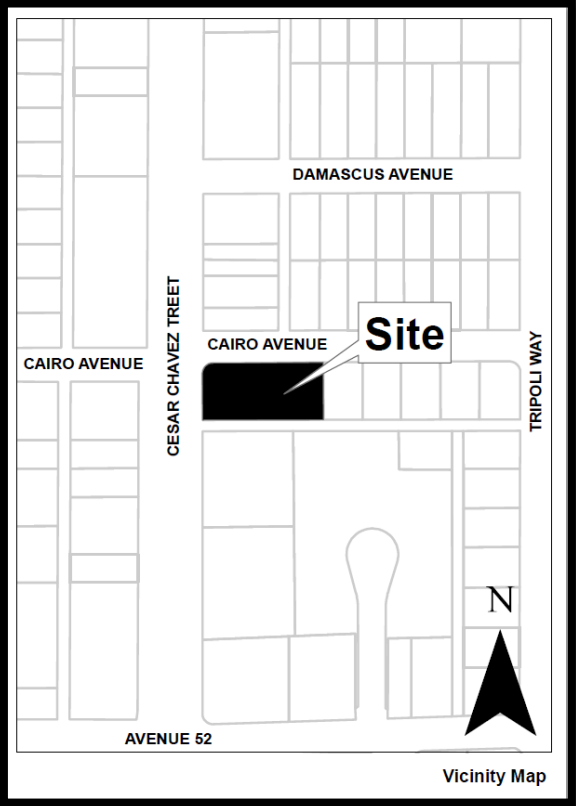 DAMASCUS AVENUE
CESAR CHAVEZ TREET
CAIRO AVENUE
Site
CAIRO AVENUE
TRIPOLI WAY
N
AVENUE 52
Vicinity Map